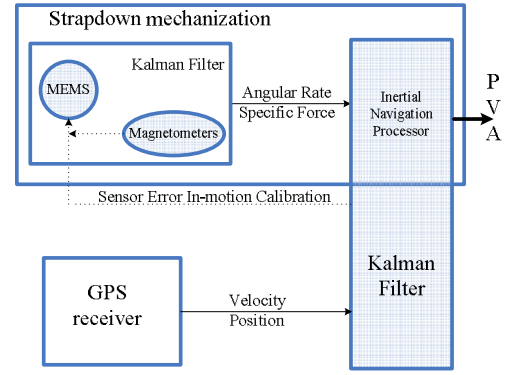 Strapdown mechanization
Kalman Filter
MEMS
Magnetometers
Angular Rate
Specific Force
Inertial
Navigation
Processor
P
V
A
Sensor Error In-motion Calibration
Kalman
Filter
GPS
receiver
Velocity
Position